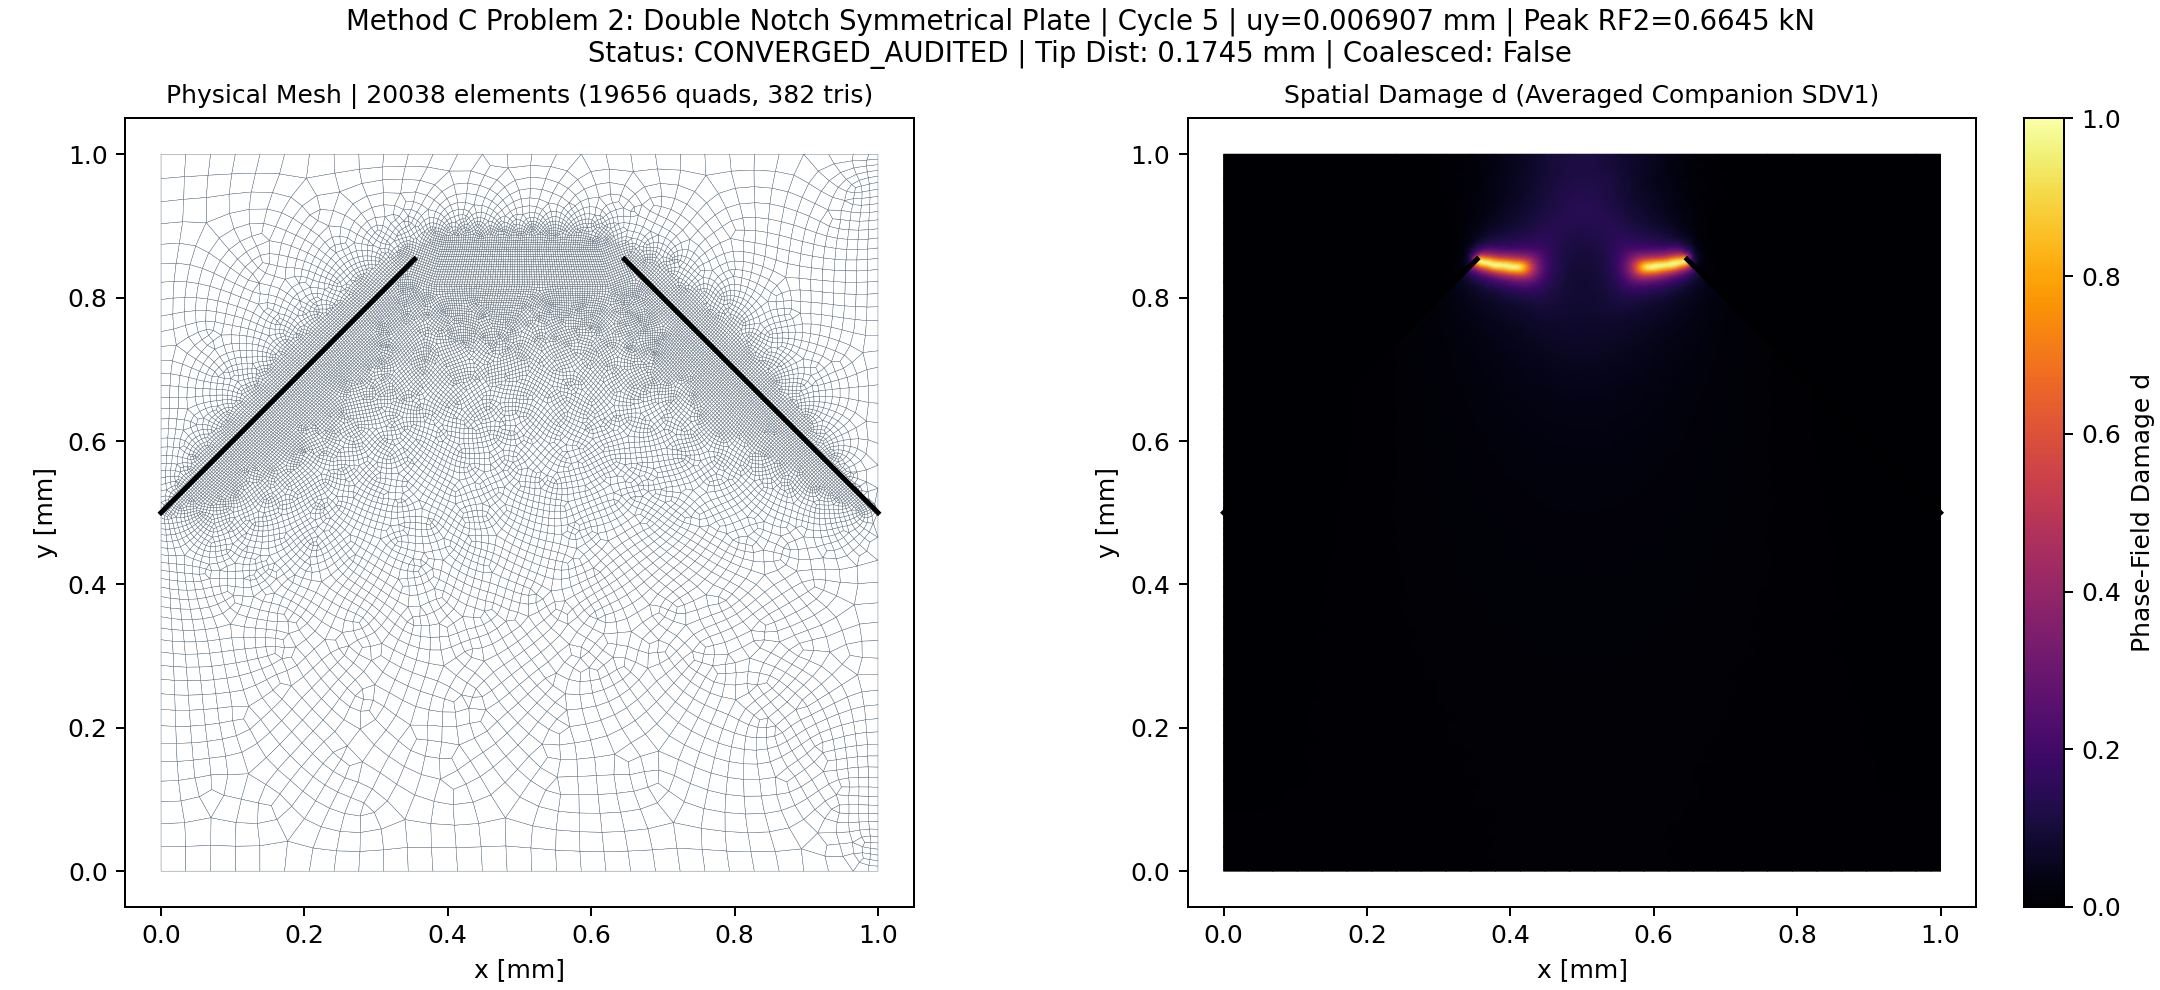 Method C Problem 2: Double Notch Symmetrical Plate | Cycle 5 | uy=0.006907 mm | Peak RF2=0.6645 kN
Status: CONVERGED_AUDITED | Tip Dist: 0.1745 mm | Coalesced: False
Physical Mesh | 20038 elements (19656 quads, 382 tris)
1.0
0.8
0.6
0.4
0.2
0.0
y [mm]
0.0 0.2 0.4 0.6 0.8 1.0
x [mm]
Spatial Damage d (Averaged Companion SDV1)
1.0
0.8
0.6
0.4
0.2
0.0
y [mm]
0.0 0.2 0.4 0.6 0.8 1.0
x [mm]
1.0
0.8
0.6
0.4
0.2
0.0
Phase-Field Damage d